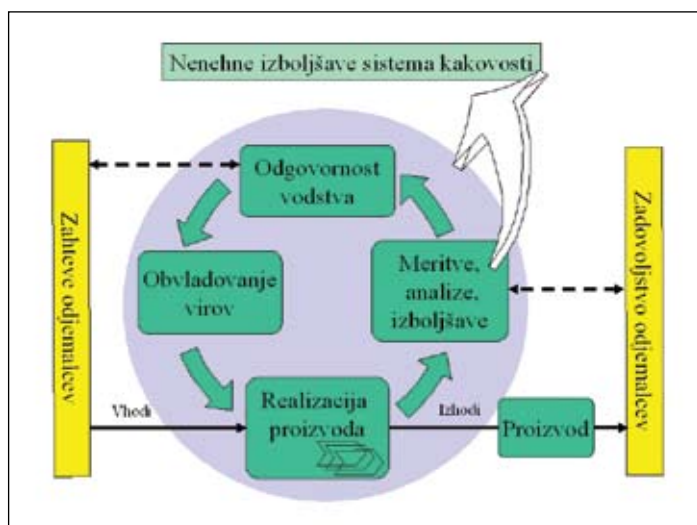 Nenehne izboljšave sistema kakovosti
Zahteve odjemalcev
Odgovornost
vodstva
Obvladovanje
virov
Meritve,
analize,
izboljšave
Zadovoljstvo odjemalcev
Vhodi
Realizacija
proizvoda
Izhodi
Proizvod